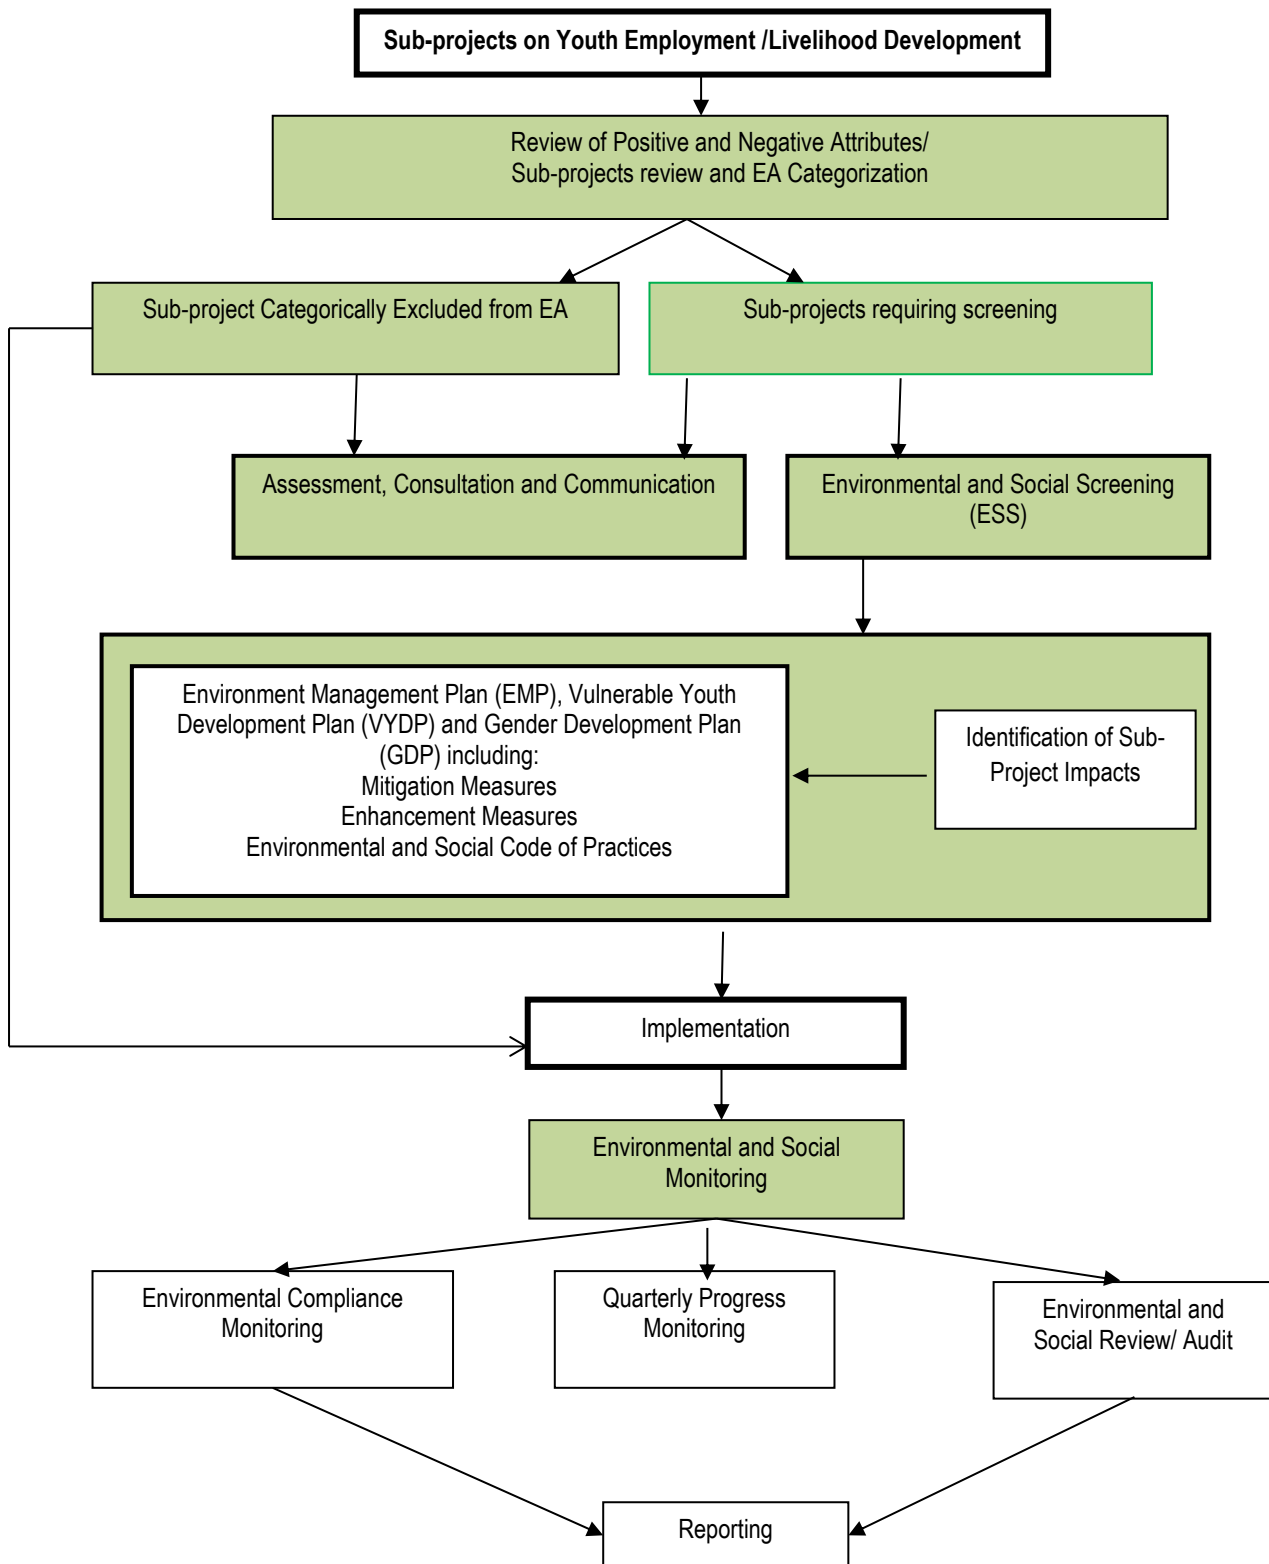 Sub-projects on Youth Employment /Livelihood Development
Review of Positive and Negative Attributes/
Sub-projects review and EA Categorization
Sub-project Categorically Excluded from EA
Sub-projects requiring screening
Assessment, Consultation and Communication
Environmental and Social Screening
(ESS)
Environment Management Plan (EMP), Vulnerable Youth
Development Plan (VYDP) and Gender Development Plan
(GDP) including:
Mitigation Measures
Enhancement Measures
Environmental and Social Code of Practices
Identification of Sub-
Project Impacts
Implementation
Environmental and Social
Monitoring
Environmental Compliance
Monitoring
Quarterly Progress
Monitoring
Environmental and
Social Review/ Audit
Reporting